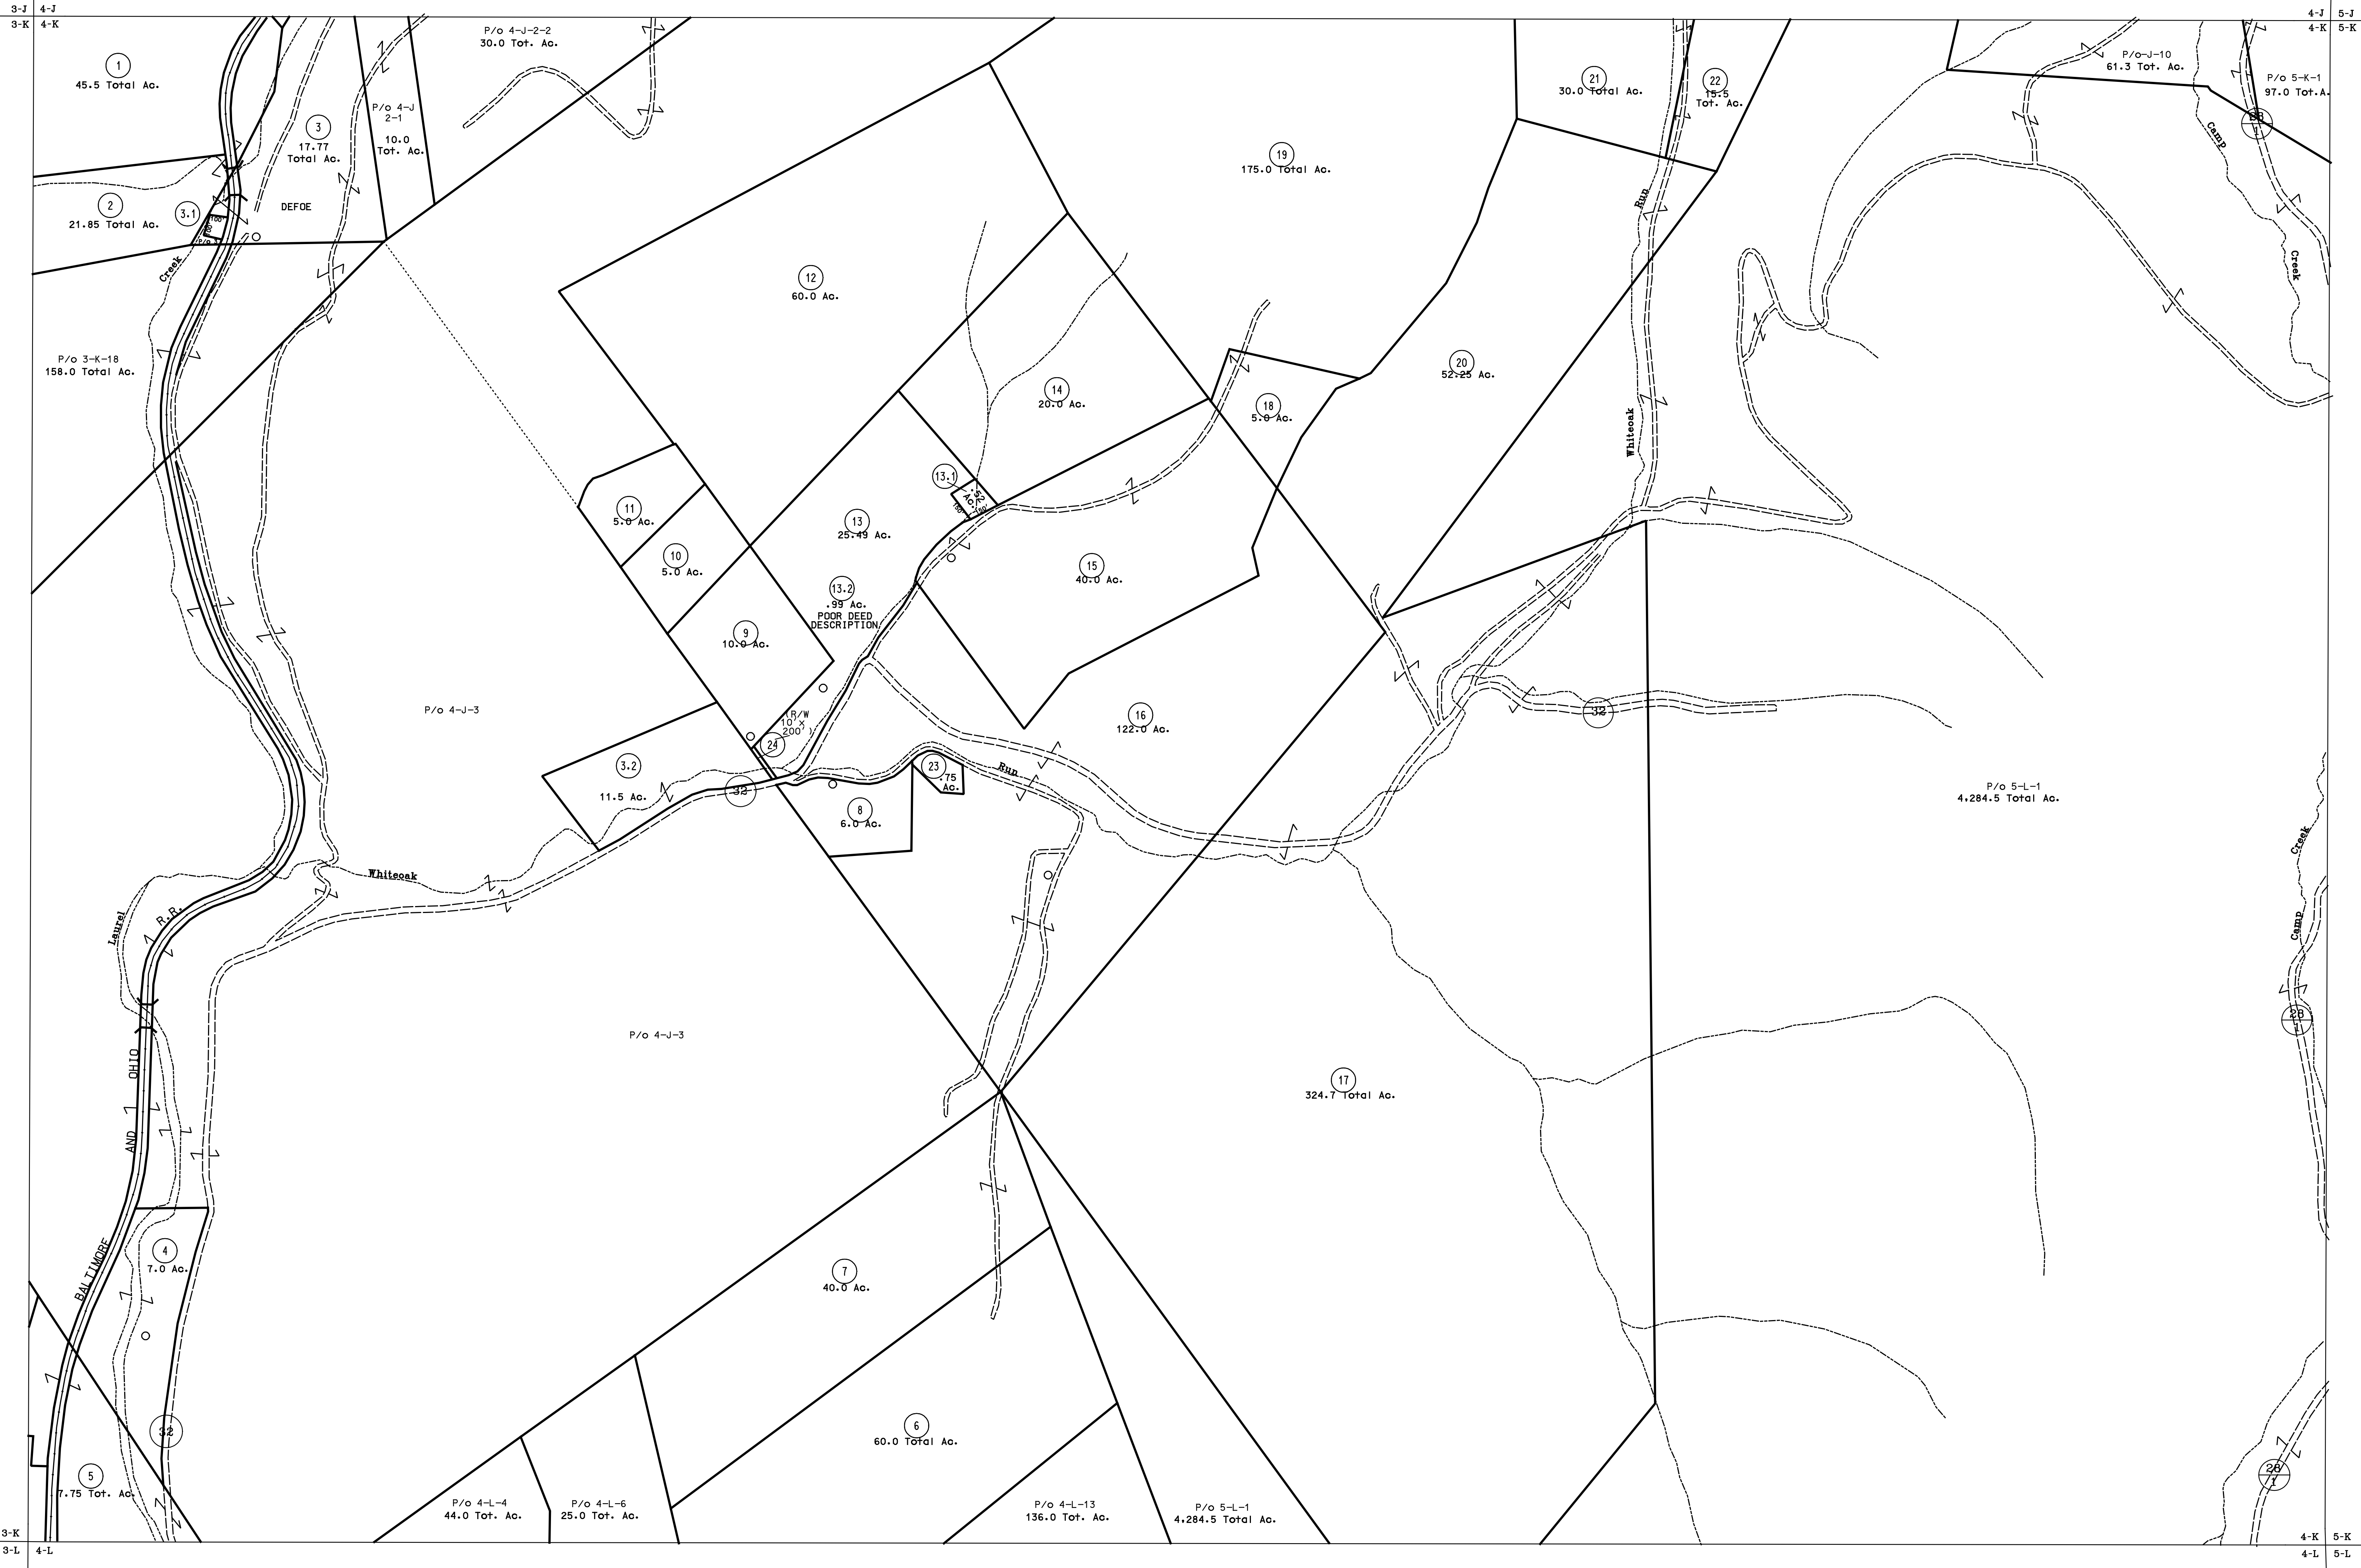 3-J 4-J
3-K 4-K
4-J 5-J
4-K 5-K
1
45.5 Total Ac.
P/o 4-J-2-2
30.0 Tot. Ac.
3
17.77
Total Ac.
P/o 4-J
2-1
10.0
Tot. Ac.
21
30.0 Total Ac.
22
15.5
Tot. Ac.
P/o-J-10
61.3 Tot. Ac.
P/o 5-K-1
97.0 Tot.A.
28
1
Camp
Creek
19
175.0 Total Ac.
2
21.85 Total Ac.
3.1
100'
P/o 3
DEFOE
Creek
Run
12
60.0 Ac.
P/o 3-K-18
158.0 Total Ac.
20
52.25 Ac.
14
20.0 Ac.
18
5.0 Ac.
Whiteoak
13.1
.52
Ac.
11
5.0 Ac.
13
25.49 Ac.
10
5.0 Ac.
15
40.0 Ac.
13.2
.99 Ac.
POOR DEED
DESCRIPTION
9
10.0 Ac.
P/o 4-J-3
(R/W
10' x
200')
24
16
122.0 Ac.
32
3.2
11.5 Ac.
32
23
.75
Ac.
Run
8
6.0 Ac.
P/o 5-L-1
4,284.5 Total Ac.
Creek
Camp
Whiteoak
Laurel
R.R.
28
1
P/o 4-J-3
OHIO
AND
BALTIMORE
17
324.7 Total Ac.
4
7.0 Ac.
7
40.0 Ac.
32
6
60.0 Total Ac.
5
7.75 Tot. Ac.
28
1
P/o 4-L-4
44.0 Tot. Ac.
P/o 4-L-6
25.0 Tot. Ac.
P/o 4-L-13
136.0 Tot. Ac.
P/o 5-L-1
4,284.5 Total Ac.
3-K
3-L 4-L
4-K 5-K
4-L 5-L